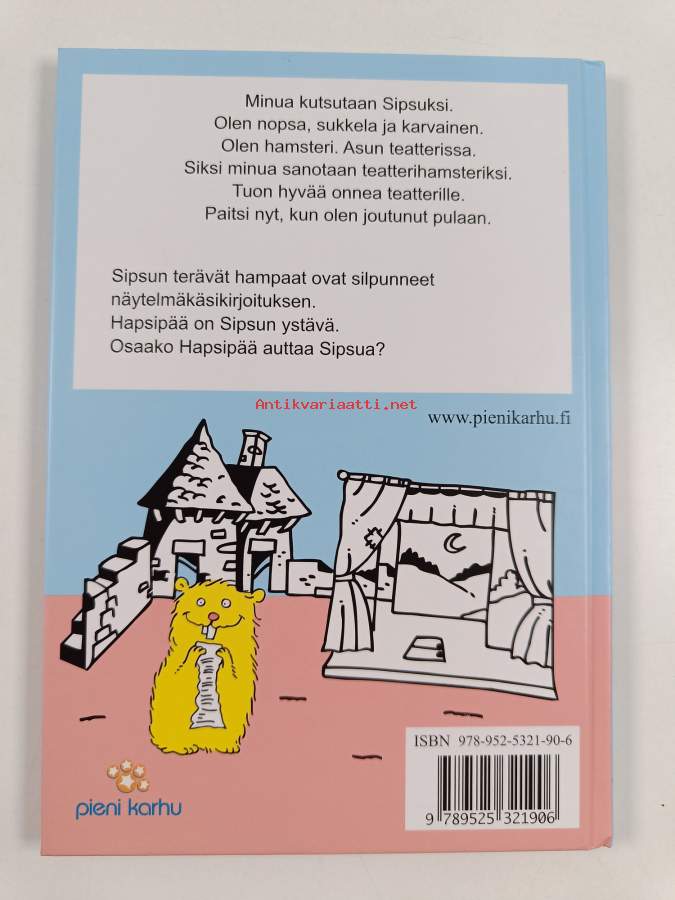 Minua kutsutaan Sipsuksi.
Olen nopsa, sukkela ja karvainen.
Olen hamsteri. Asun teatterissa.
Siksi minua sanotaan teatterihamsteriksi.
Tuon hyvää onnea teatterille.
Paitsi nyt, kun olen joutunut pulaan.
Sipsun terävät hampaat ovat silpunneet
näytelmäkäsikirjoituksen.
Hapsipää on Sipsun ystävä.
Osaako Hapsipää auttaa Sipsua?
Antikvariaatti.net
www.pienikarhu.fi
ISBN 978-952-5321-90-6
9 789525 321906
pieni karhu